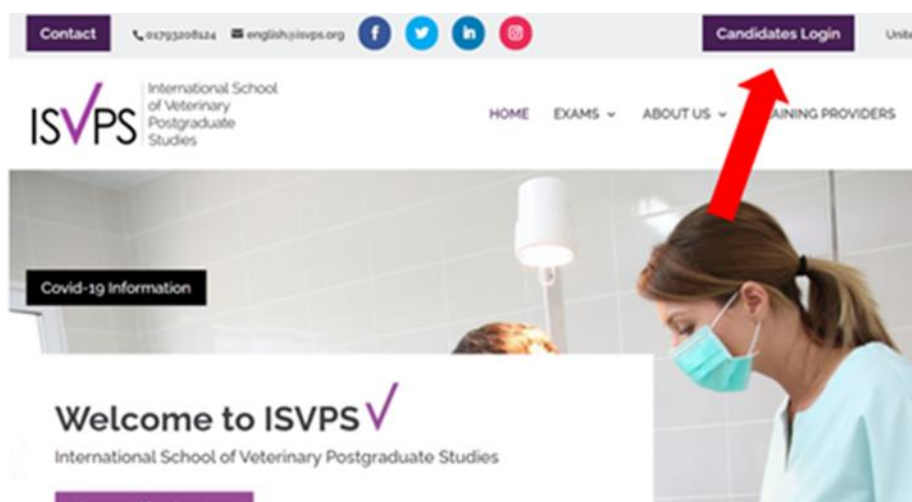 Contact
01793208124
english@isvps.org
Candidates Login
ISVPS
International School
of Veterinary
Postgraduate
Studies
HOME
EXAMS
ABOUT US
AINING PROVIDERS
Covid-19 Information
Welcome to ISVPS
International School of Veterinary Postgraduate Studies